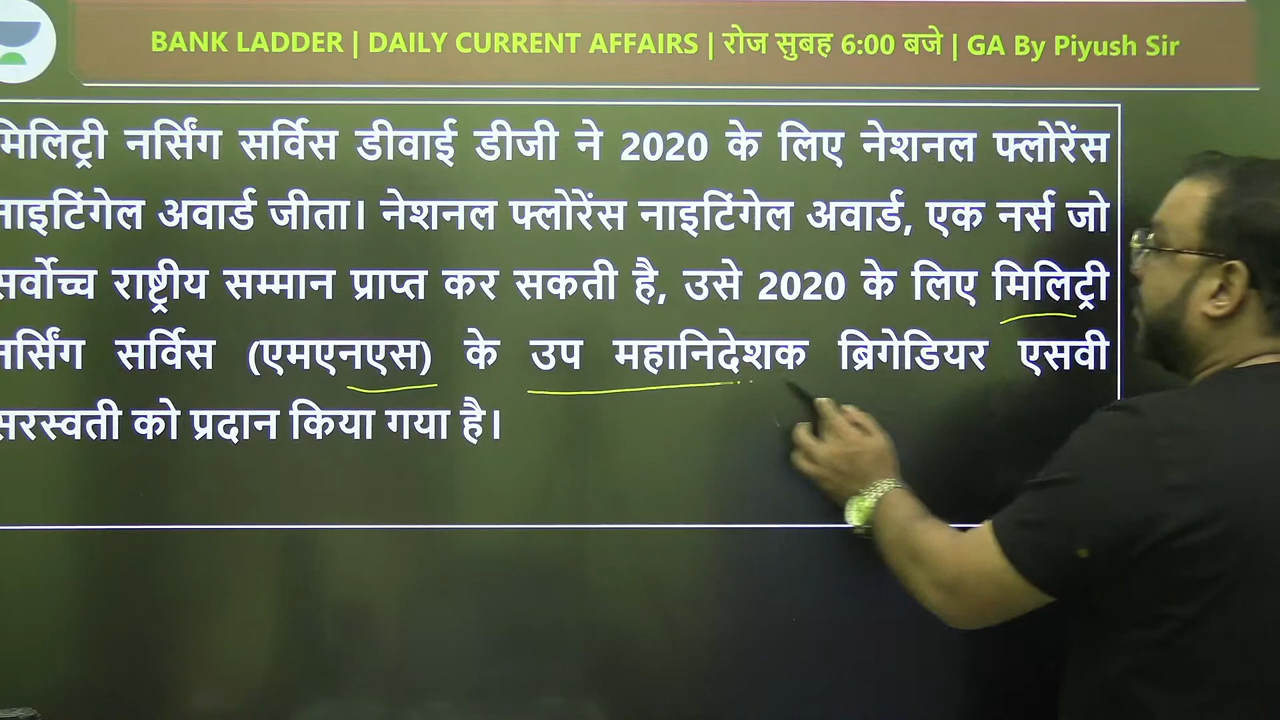 BANK LADDER | DAILY CURRENT AFFAIRS | रोज सुबह 6:00 बजे | GA By Piyush Sir
मिलिट्री नर्सिंग सर्विस डीवाई डीजी ने 2020 के लिए नेशनल फ्लोरेंस
नाइटिंगेल अवार्ड जीता। नेशनल फ्लोरेंस नाइटिंगेल अवार्ड, एक नर्स जो
सर्वोच्च राष्ट्रीय सम्मान प्राप्त कर सकती है, उसे 2020 के लिए मिलिट्री
नर्सिंग सर्विस (एमएनएस) के उप महानिदेशक ब्रिगेडियर एसवी
सरस्वती को प्रदान किया गया है।